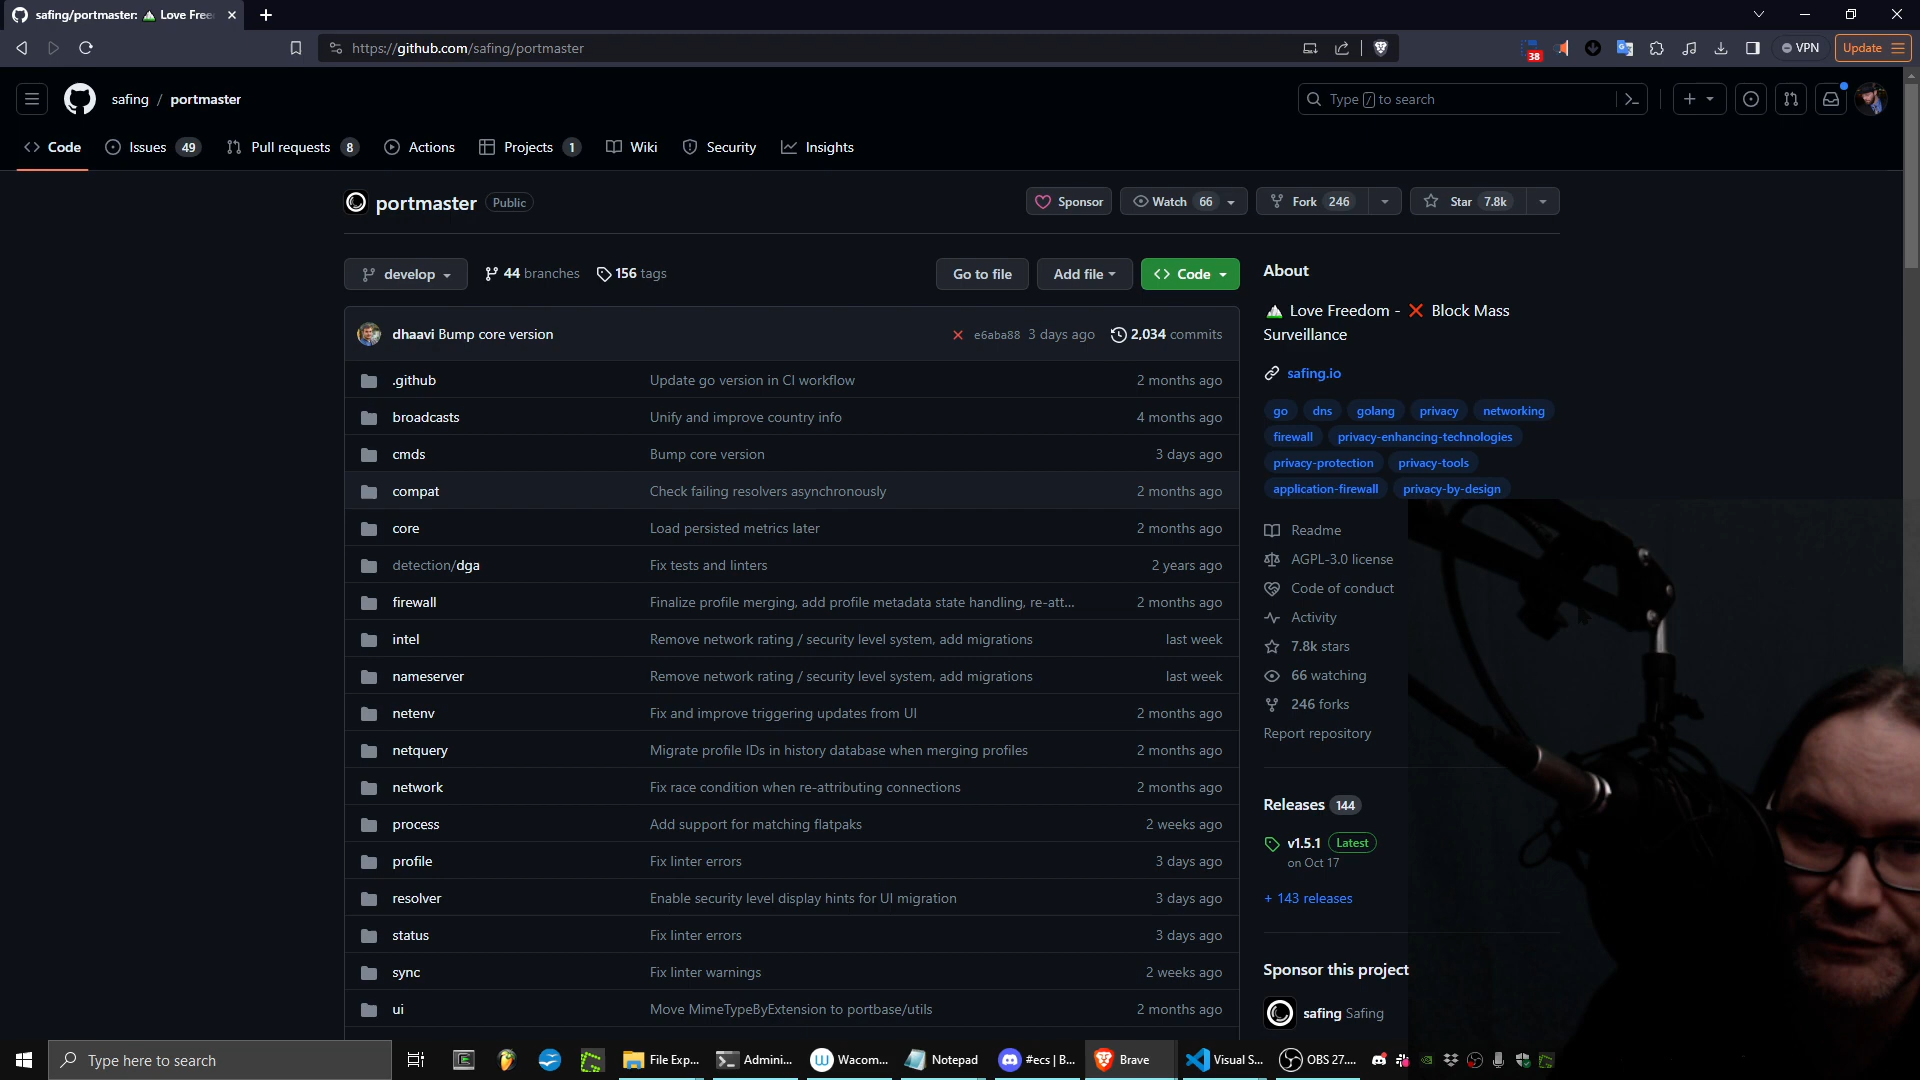 safing/portmaster: Love Free
https://github.com/safing/portmaster
38
VPN
Update
safing / portmaster
Type / to search
Code
Issues 49
Pull requests 8
Actions
Projects 1
Wiki
Security
Insights
portmaster Public
Sponsor
Watch 66
Fork 246
Star 7.8k
develop
44 branches
156 tags
Go to file
Add file
Code
dhaavi Bump core version
e6aba88 3 days ago
2,034 commits
.github Update go version in CI workflow 2 months ago
broadcasts Unify and improve country info 4 months ago
cmds Bump core version 3 days ago
compat Check failing resolvers asynchronously 2 months ago
core Load persisted metrics later 2 months ago
detection/dga Fix tests and linters 2 years ago
firewall Finalize profile merging, add profile metadata state handling, re-att... 2 months ago
intel Remove network rating / security level system, add migrations last week
nameserver Remove network rating / security level system, add migrations last week
netenv Fix and improve triggering updates from UI 2 months ago
netquery Migrate profile IDs in history database when merging profiles 2 months ago
network Fix race condition when re-attributing connections 2 months ago
process Add support for matching flatpaks 2 weeks ago
profile Fix linter errors 3 days ago
resolver Enable security level display hints for UI migration 3 days ago
status Fix linter errors 3 days ago
sync Fix linter warnings 2 weeks ago
ui Move MimeTypeByExtension to portbase/utils 2 months ago
About
Love Freedom - ❌ Block Mass
Surveillance
safing.io
go dns golang privacy networking
firewall privacy-enhancing-technologies
privacy-protection privacy-tools
application-firewall privacy-by-design
Readme
AGPL-3.0 license
Code of conduct
Activity
7.8k stars
66 watching
246 forks
Report repository
Releases 144
v1.5.1 Latest
on Oct 17
+ 143 releases
Sponsor this project
safing Safing
Type here to search
File Exp...
Admini...
Wacom...
Notepad
#ecs | B...
Brave
Visual S...
OBS 27....